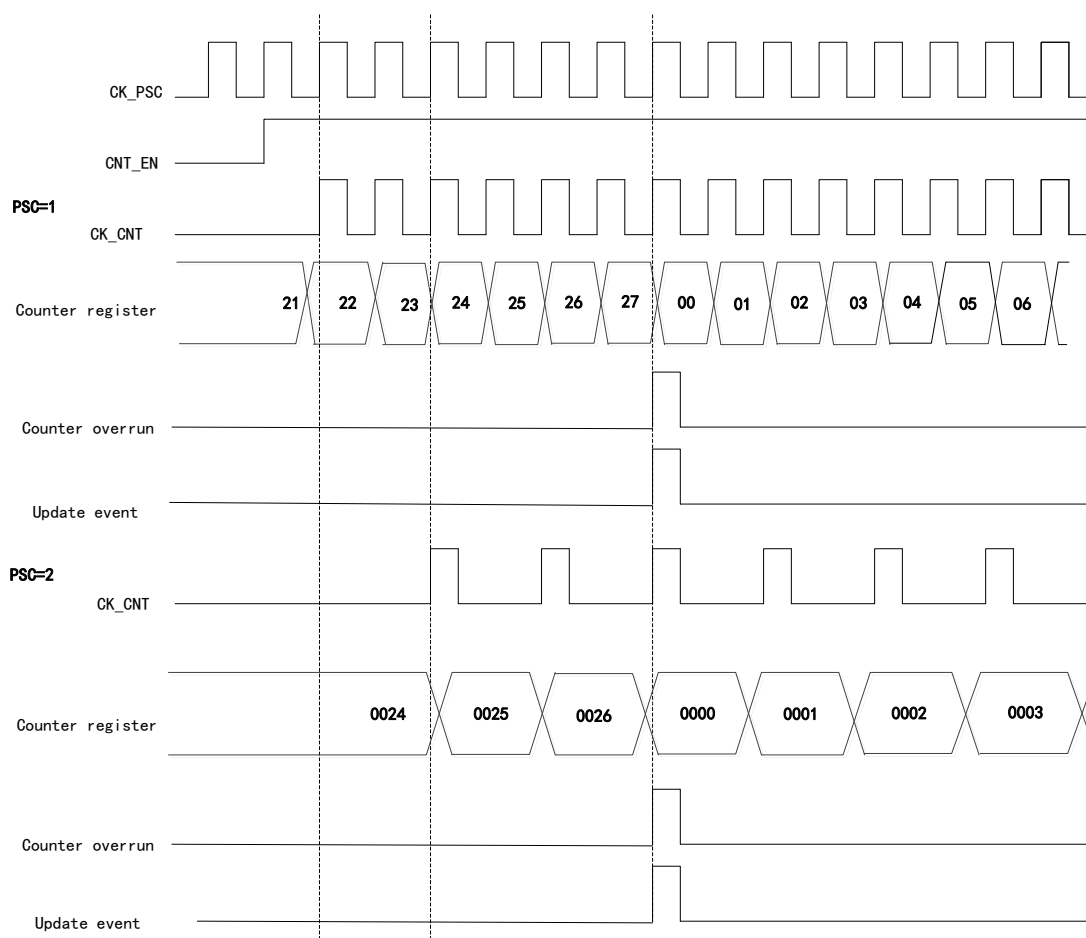 CK_PSC
CNT_EN
PSC=1
CK_CNT
Counter register 21 22 23 24 25 26 27 00 01 02 03 04 05 06
Counter overrun
Update event
PSC=2
CK_CNT
Counter register 0024 0025 0026 0000 0001 0002 0003
Counter overrun
Update event